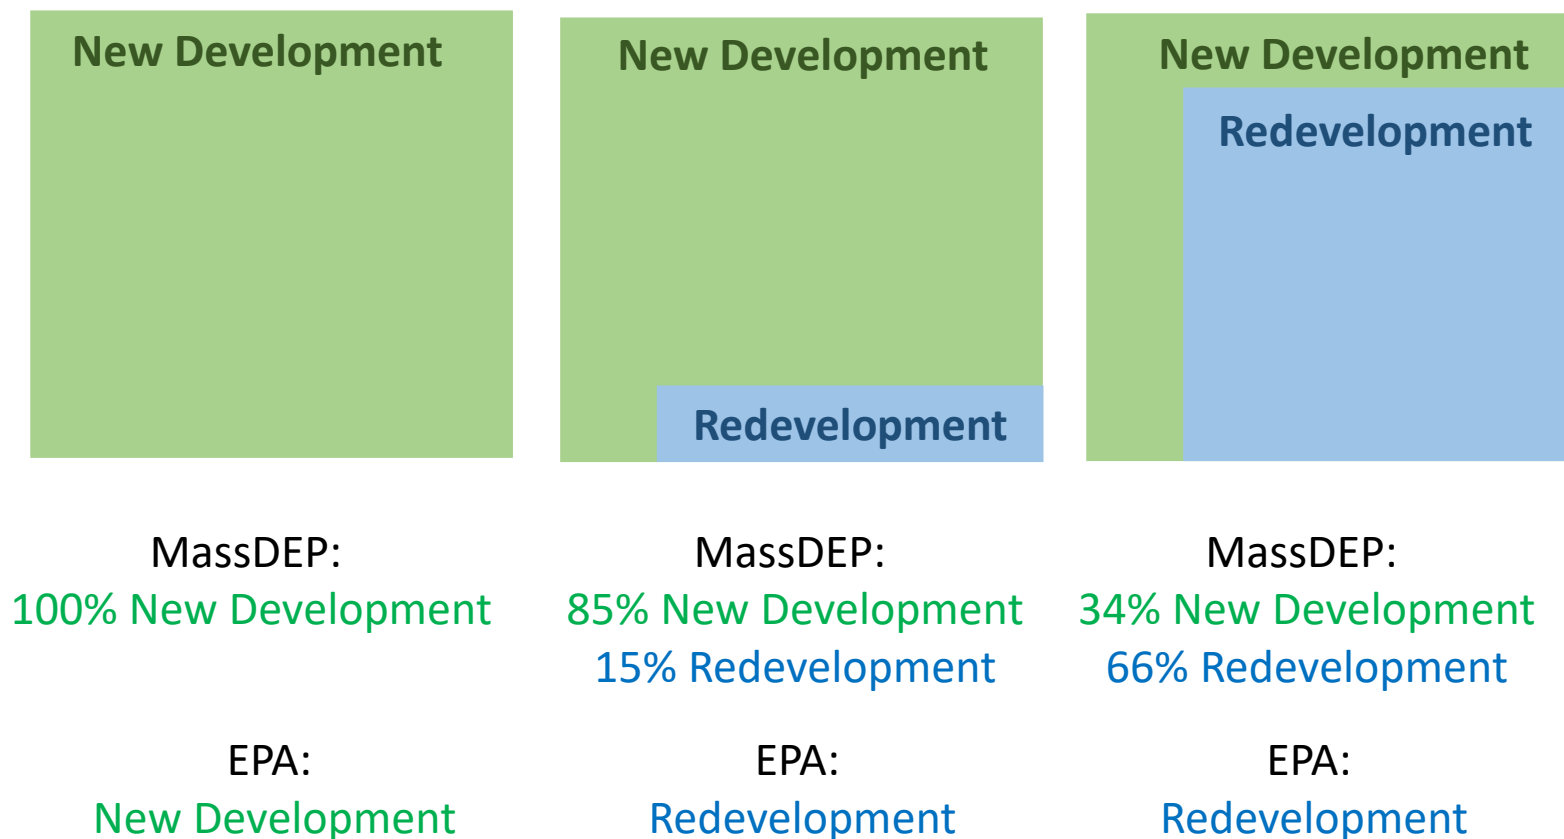 New Development
New Development
Redevelopment
New Development
Redevelopment
MassDEP:
100% New Development
MassDEP:
85% New Development
15% Redevelopment
MassDEP:
34% New Development
66% Redevelopment
EPA:
New Development
EPA:
Redevelopment
EPA:
Redevelopment